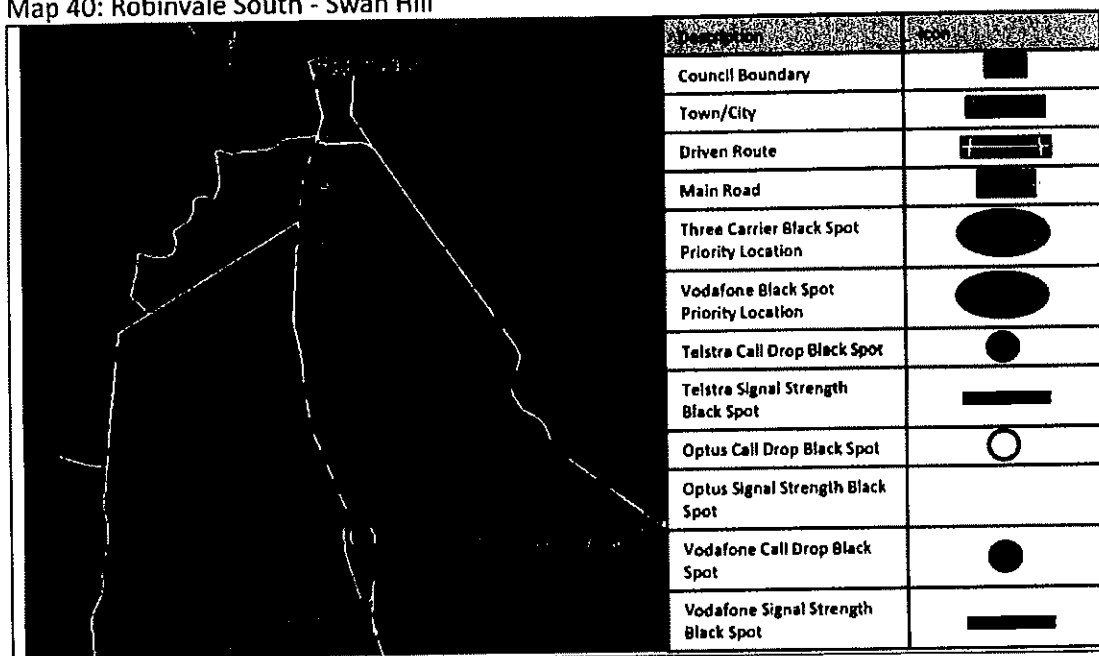 Map 40: Robinvale South - Swan Hill
Description
Icon
Council Boundary
Town/City
Driven Route
Main Road
Three Carrier Black Spot
Priority Location
Vodafone Black Spot
Priority Location
Telstra Call Drop Black Spot
Telstra Signal Strength
Black Spot
Optus Call Drop Black Spot
Optus Signal Strength Black
Spot
Vodafone Call Drop Black
Spot
Vodafone Signal Strength
Black Spot